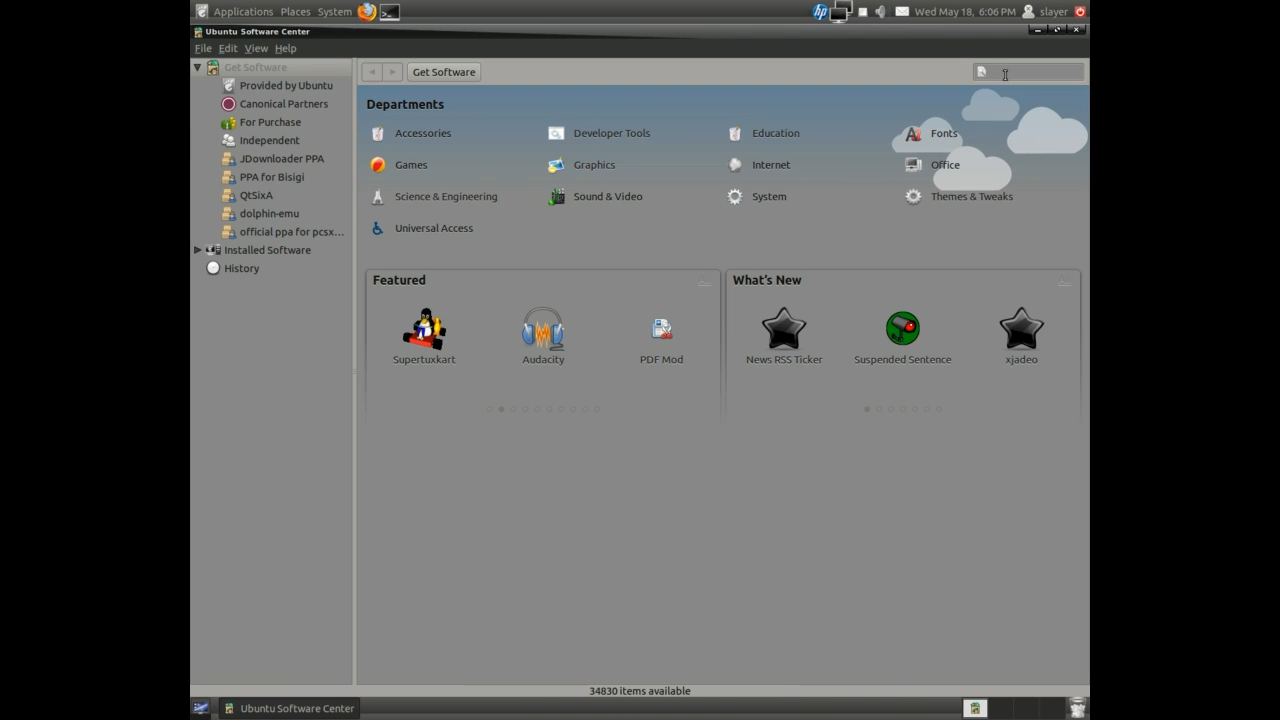 Applications Places System
hp
Wed May 18, 6:06 PM slayer
Ubuntu Software Center
File Edit View Help
Get Software
Provided by Ubuntu
Canonical Partners
For Purchase
Independent
JDownloader PPA
PPA for Bisigi
QtSixA
dolphin-emu
official ppa for pcsx...
Installed Software
History
Get Software
Departments
Accessories Developer Tools Education Fonts
Games Graphics Internet Office
Science & Engineering Sound & Video System Themes & Tweaks
Universal Access
Featured
Supertuxkart Audacity PDF Mod
What's New
News RSS Ticker Suspended Sentence xjadeo
34830 items available
Ubuntu Software Center